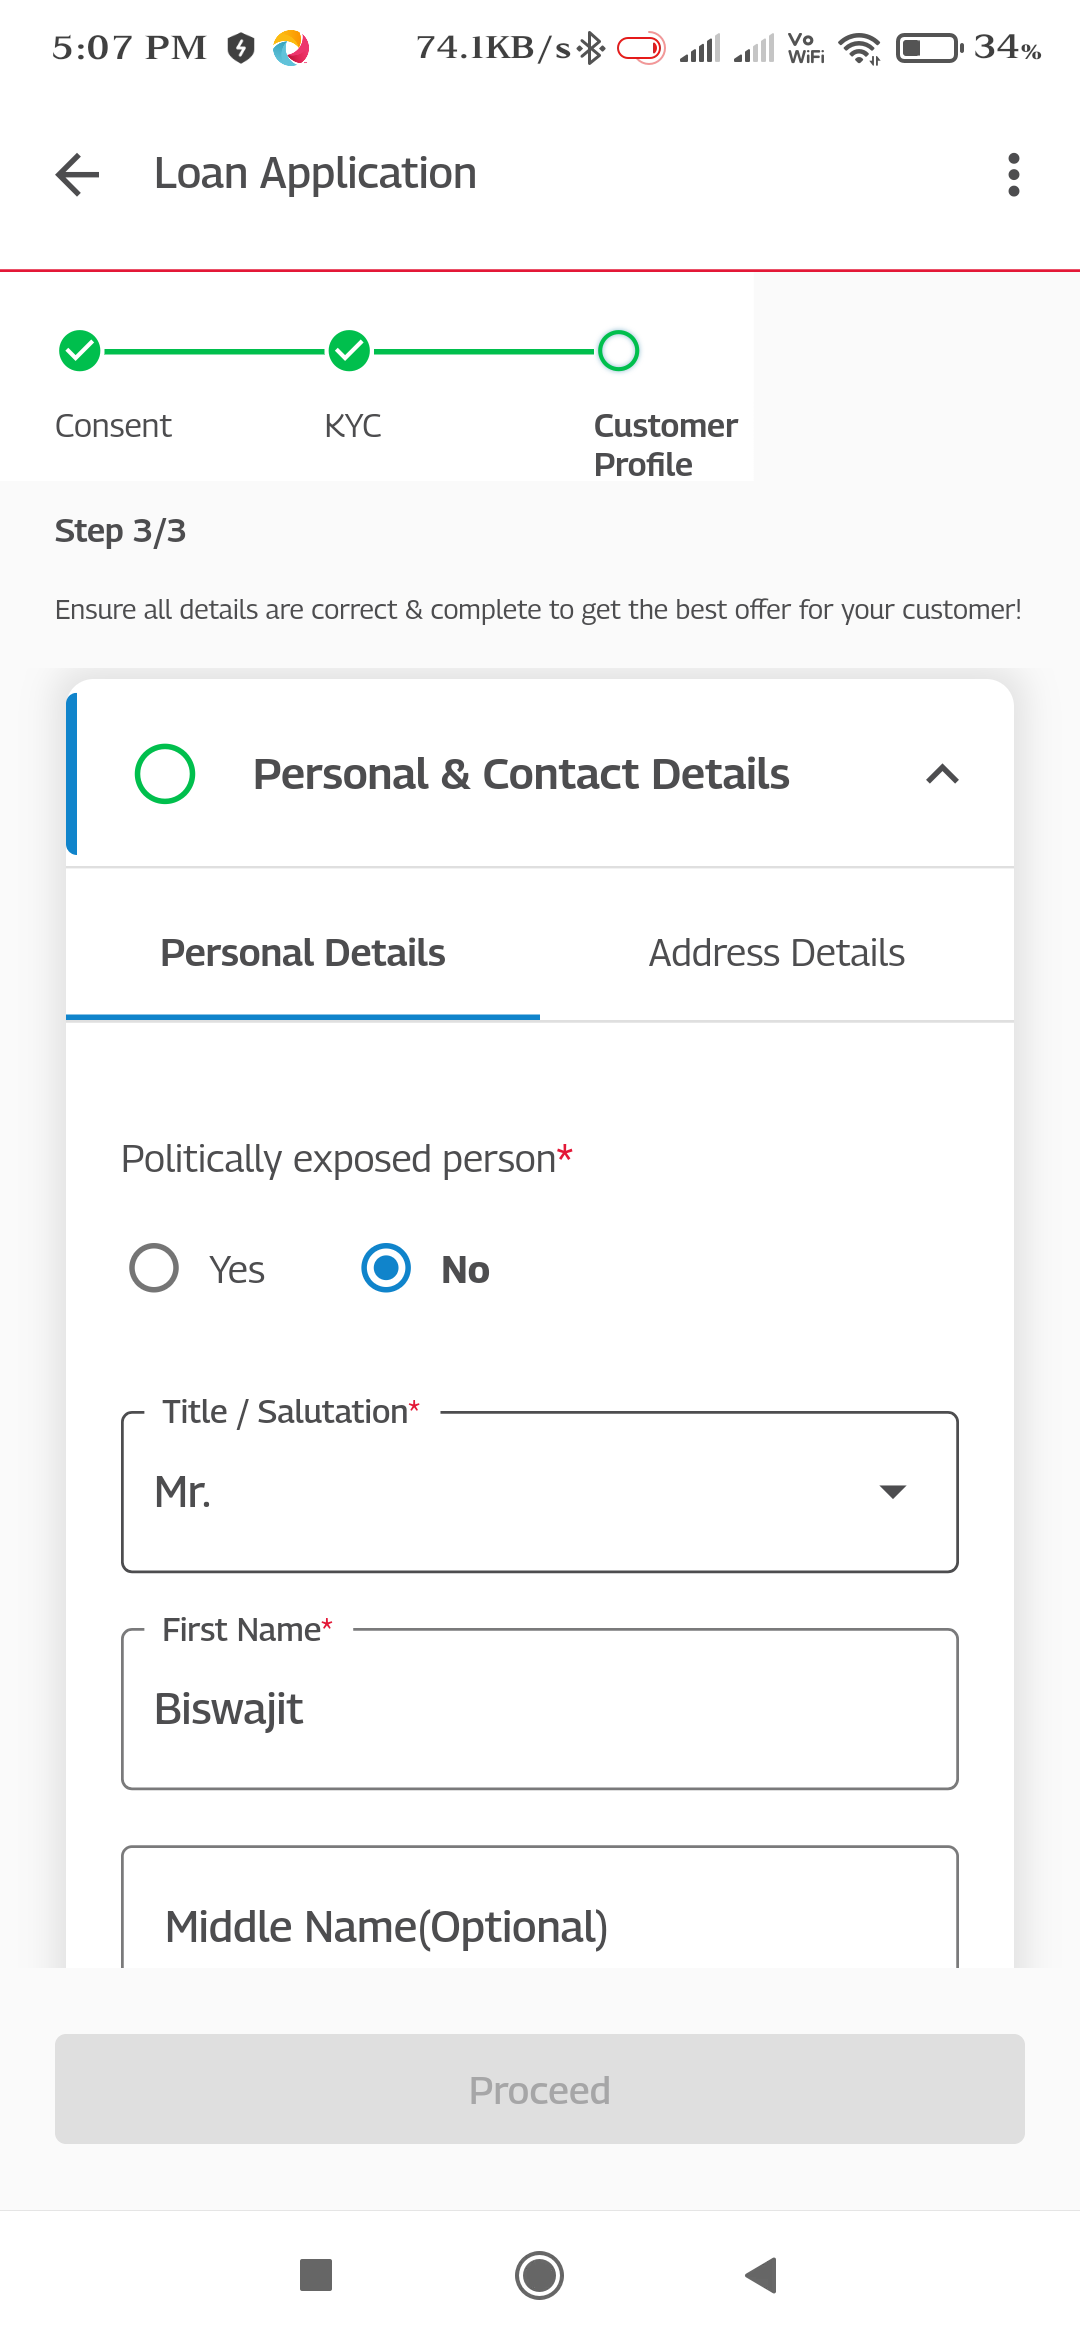 5:07 PM 74.1KB/s Vo WiFi 34%
Loan Application
Consent KYC Customer Profile
Step 3/3
Ensure all details are correct & complete to get the best offer for your customer!
Personal & Contact Details
Personal Details Address Details
Politically exposed person*
Yes No
Title / Salutation*
Mr.
First Name*
Biswajit
Middle Name(Optional)
Proceed